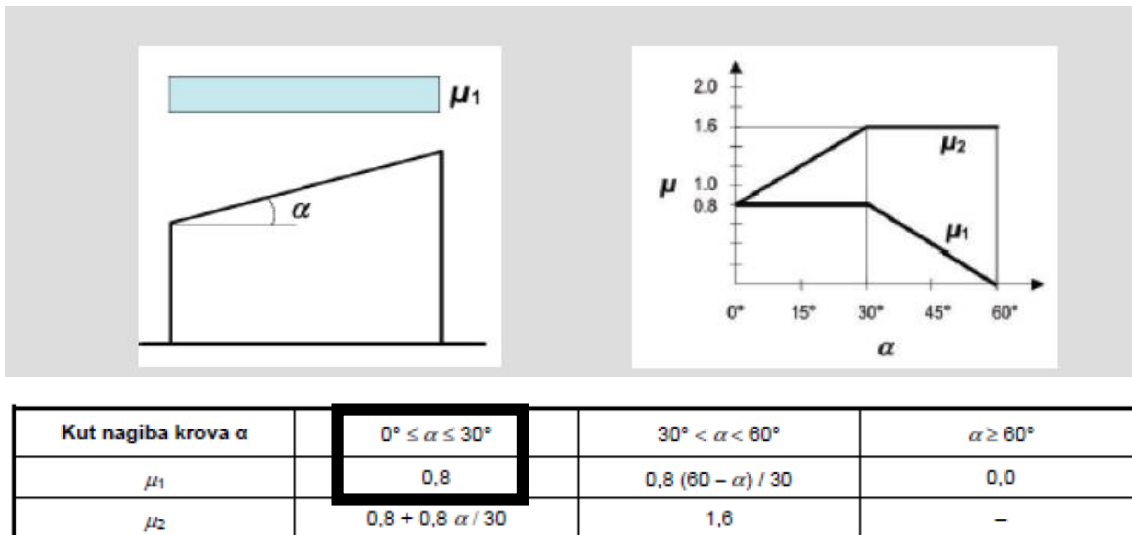 μ1
α
2.0
1.6
μ2
μ 1.0
0.8
μ1
0° 15° 30° 45° 60°
α
Kut nagiba krova α 0° ≤ α ≤ 30° 30° < α < 60° α ≥ 60°
μ1 0,8 0,8 (60 – α) / 30 0,0
μ2 0,8 + 0,8 α / 30 1,6 –